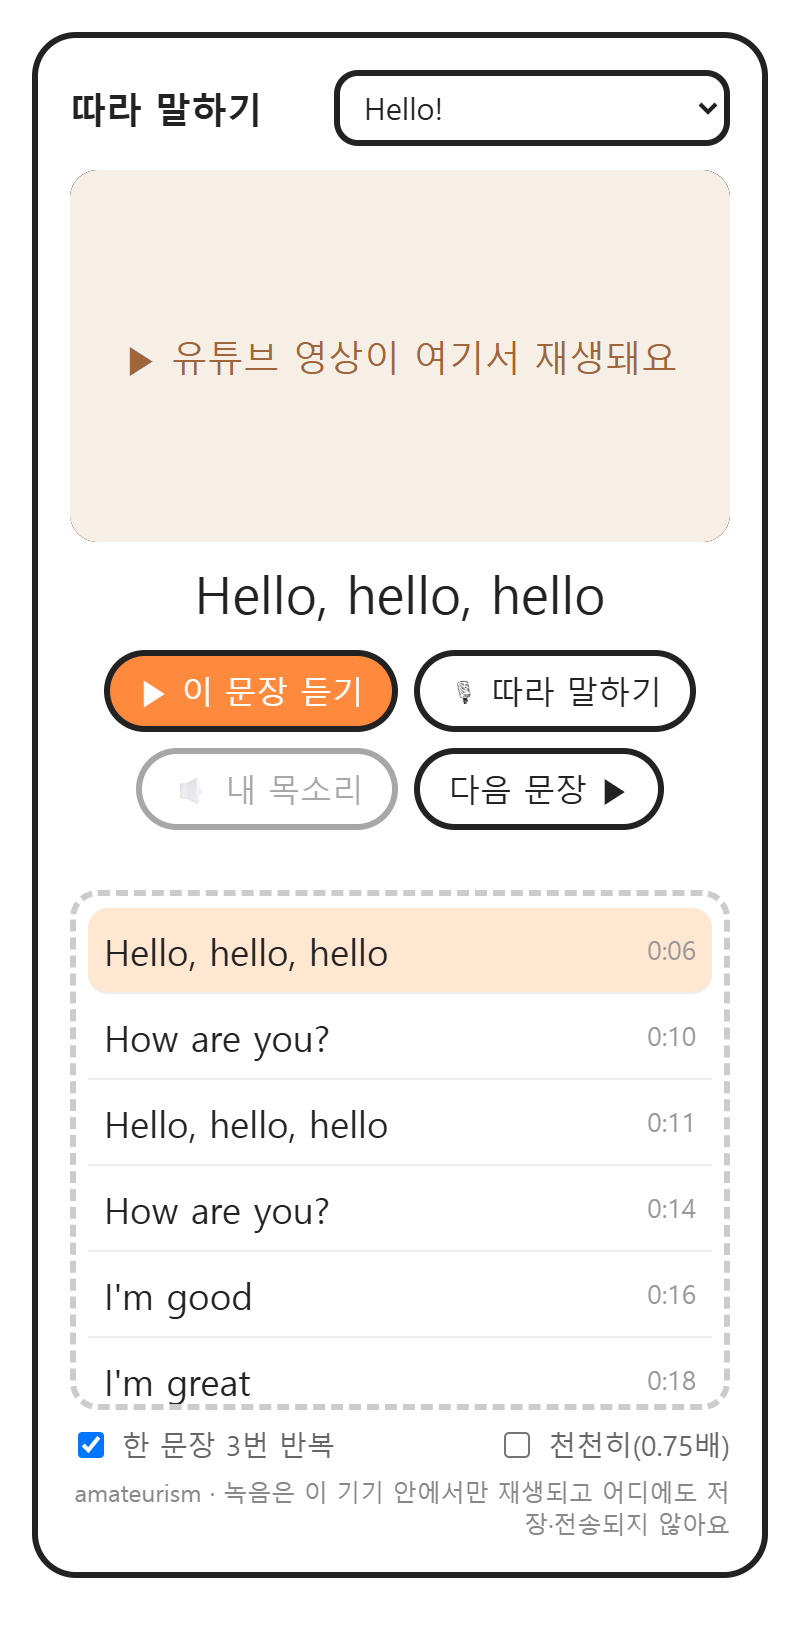 따라 말하기
Hello!
▶ 유튜브 영상이 여기서 재생돼요
Hello, hello, hello
▶ 이 문장 듣기
🎙 따라 말하기
🔈 내 목소리
다음 문장 ▶
Hello, hello, hello 0:06
How are you? 0:10
Hello, hello, hello 0:11
How are you? 0:14
I'm good 0:16
I'm great 0:18
한 문장 3번 반복
천천히(0.75배)
amateurism · 녹음은 이 기기 안에서만 재생되고 어디에도 저
장·전송되지 않아요